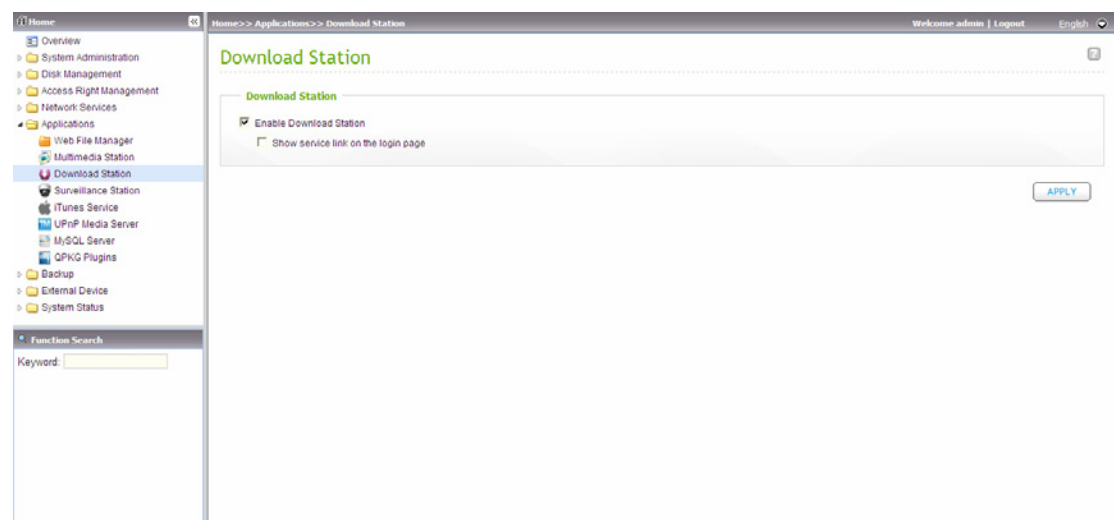 Home
Home>> Applications>> Download Station
Welcome admin | Logout
English
Overview
System Administration
Disk Management
Access Right Management
Network Services
Applications
Web File Manager
Multimedia Station
Download Station
Surveillance Station
iTunes Service
UPnP Media Server
MySQL Server
QPKG Plugins
Backup
External Device
System Status
Function Search
Keyword:
Download Station
Download Station
Enable Download Station
Show service link on the login page
APPLY